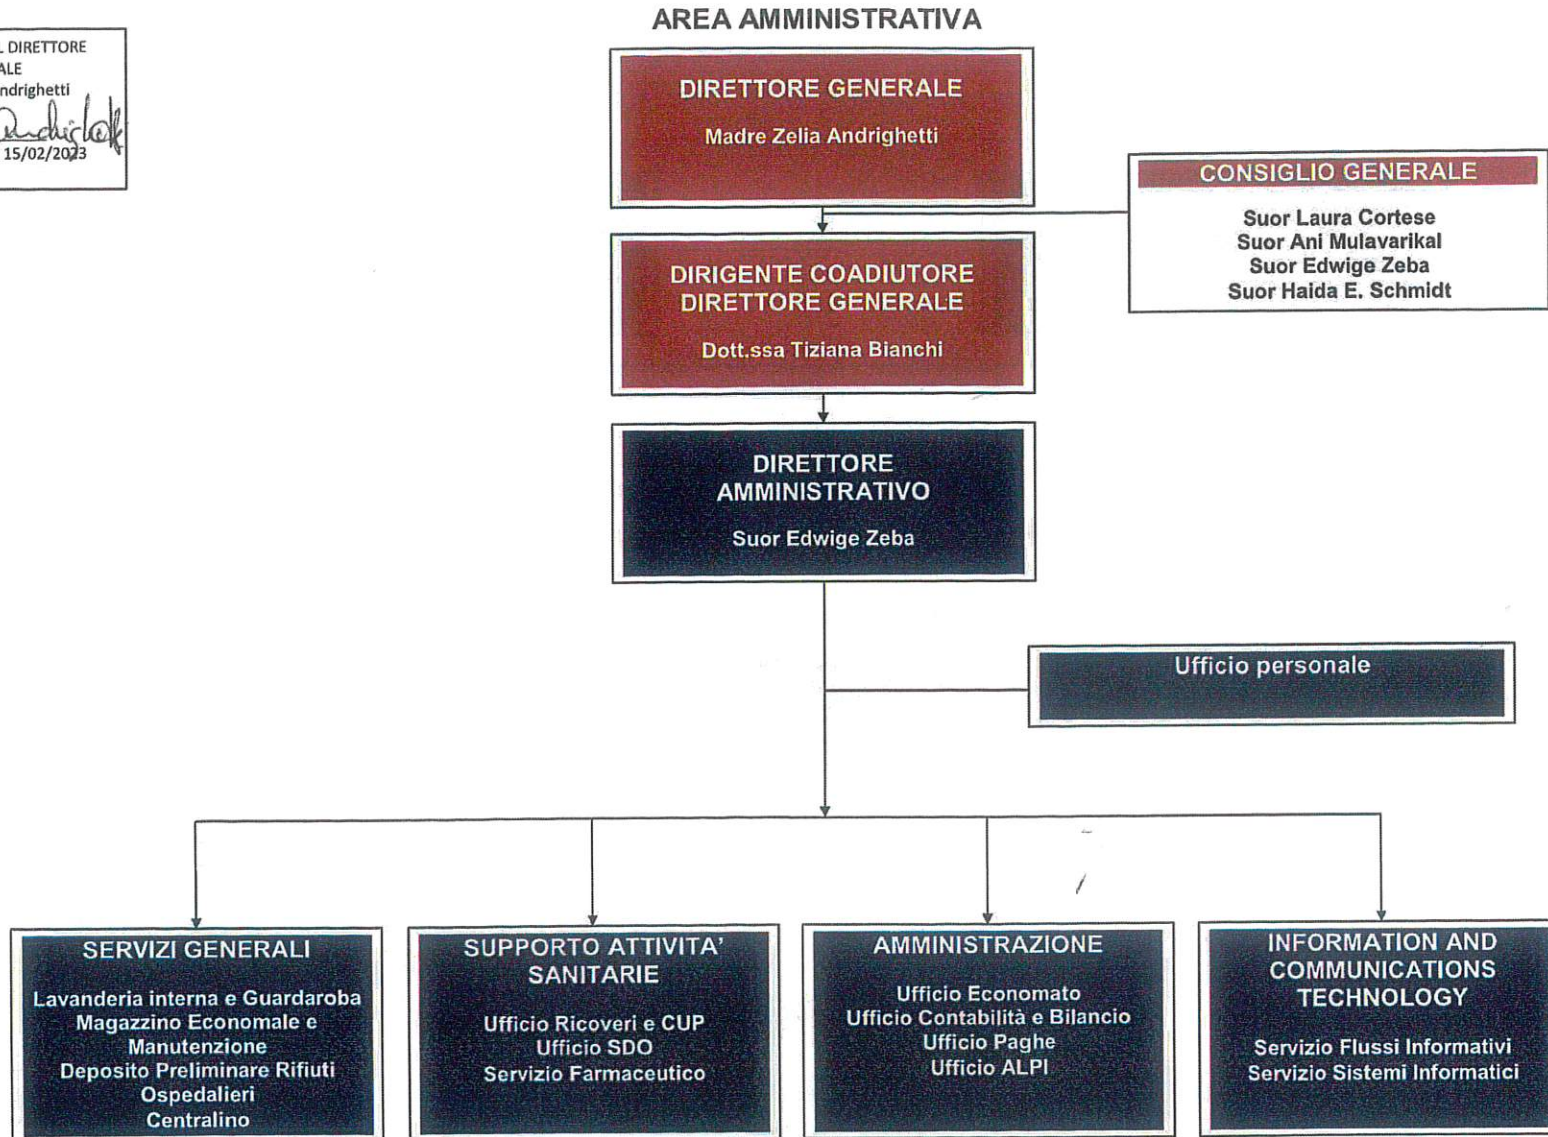 AREA AMMINISTRATIVA
L DIRETTORE
ALE
ndrighetti
15/02/2023
DIRETTORE GENERALE
Madre Zelia Andrighetti
CONSIGLIO GENERALE
Suor Laura Cortese
Suor Ani Mulavarikal
Suor Edwige Zeba
Suor Haida E. Schmidt
DIRIGENTE COADIUTORE
DIRETTORE GENERALE
Dott.ssa Tiziana Bianchi
DIRETTORE
AMMINISTRATIVO
Suor Edwige Zeba
Ufficio personale
SERVIZI GENERALI
Lavanderia interna e Guardaroba
Magazzino Economale e
Manutenzione
Deposito Preliminare Rifiuti
Ospedalieri
Centralino
SUPPORTO ATTIVITA'
SANITARIE
Ufficio Ricoveri e CUP
Ufficio SDO
Servizio Farmaceutico
AMMINISTRAZIONE
Ufficio Economato
Ufficio Contabilità e Bilancio
Ufficio Paghe
Ufficio ALPI
INFORMATION AND
COMMUNICATIONS
TECHNOLOGY
Servizio Flussi Informativi
Servizio Sistemi Informatici